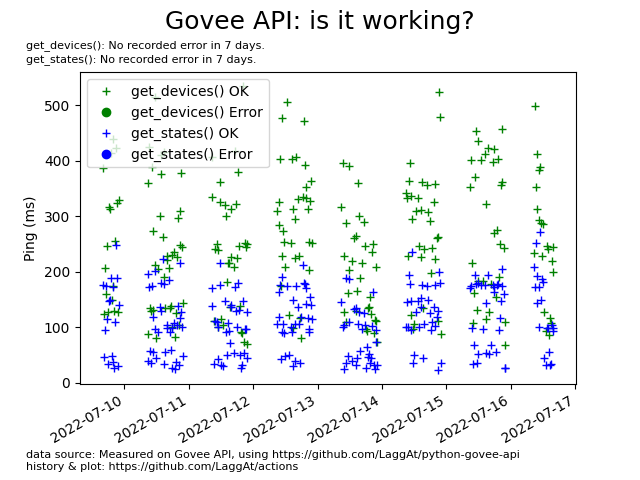 Govee API: is it working?
get_devices(): No recorded error in 7 days.
get_states(): No recorded error in 7 days.
get_devices() OK
get_devices() Error
get_states() OK
get_states() Error
500
400
300
200
100
0
Ping (ms)
2022-07-10
2022-07-11
2022-07-12
2022-07-13
2022-07-14
2022-07-15
2022-07-16
2022-07-17
data source: Measured on Govee API, using https://github.com/LaggAt/python-govee-api
history & plot: https://github.com/LaggAt/actions